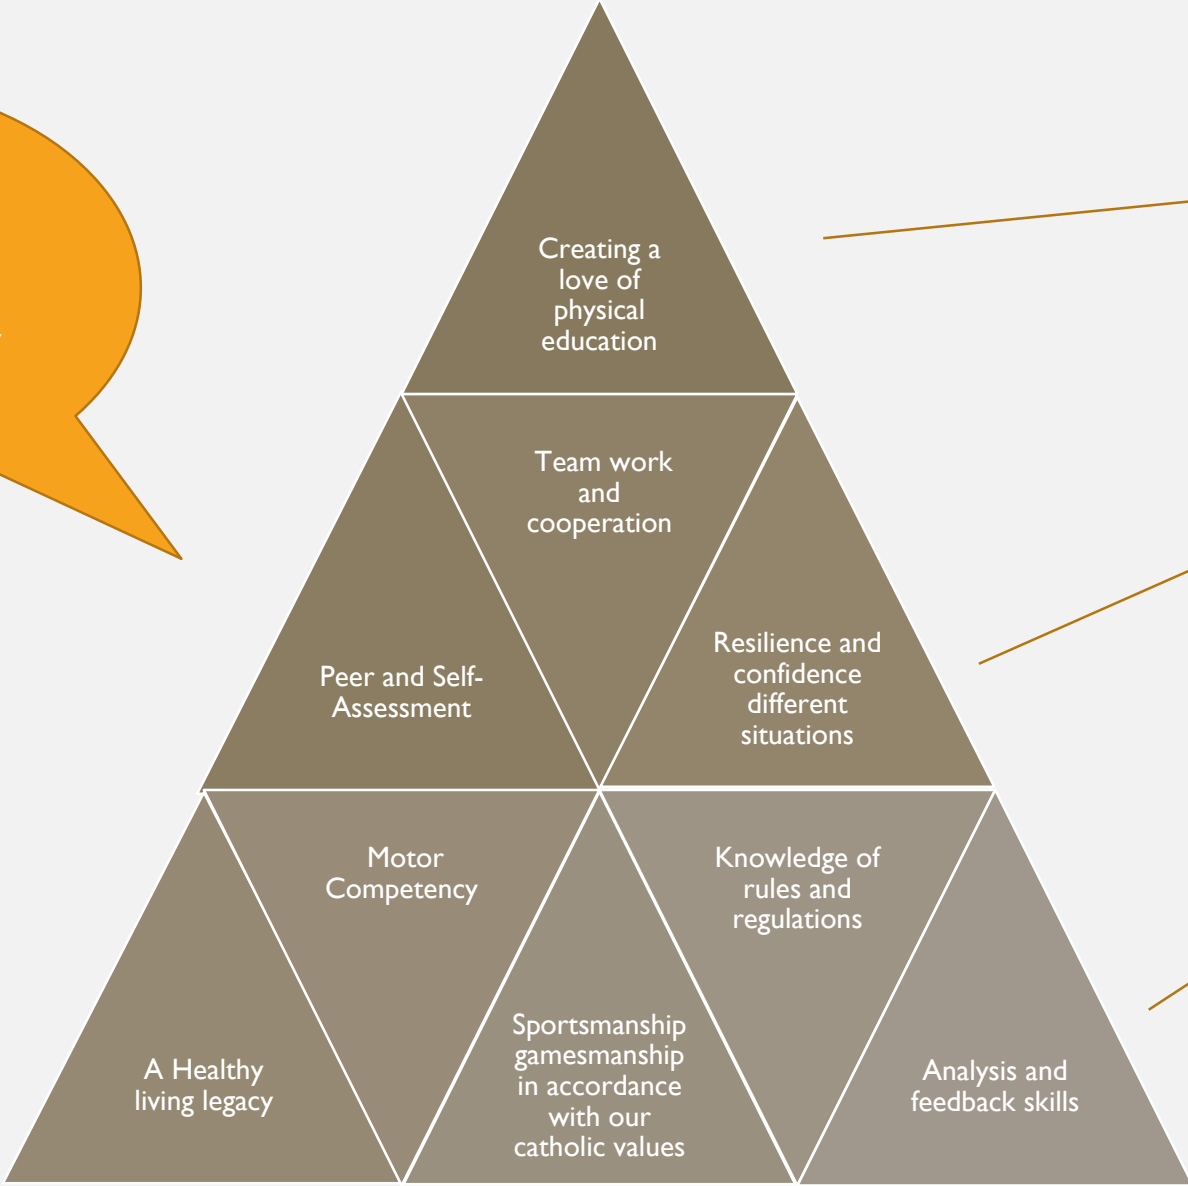 Creating a
love of
physical
education
Team work
and
cooperation
Peer and Self-
Assessment
Resilience and
confidence
different
situations
Motor
Competency
Knowledge of
rules and
regulations
A Healthy
living legacy
Sportsmanship
gamesmanship
in accordance
with our
catholic values
Analysis and
feedback skills